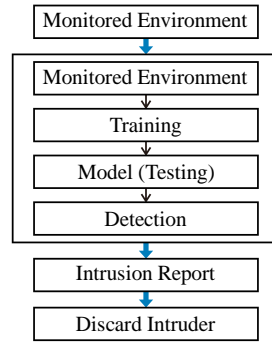 Monitored Environment
Monitored Environment
Training
Model (Testing)
Detection
Intrusion Report
Discard Intruder